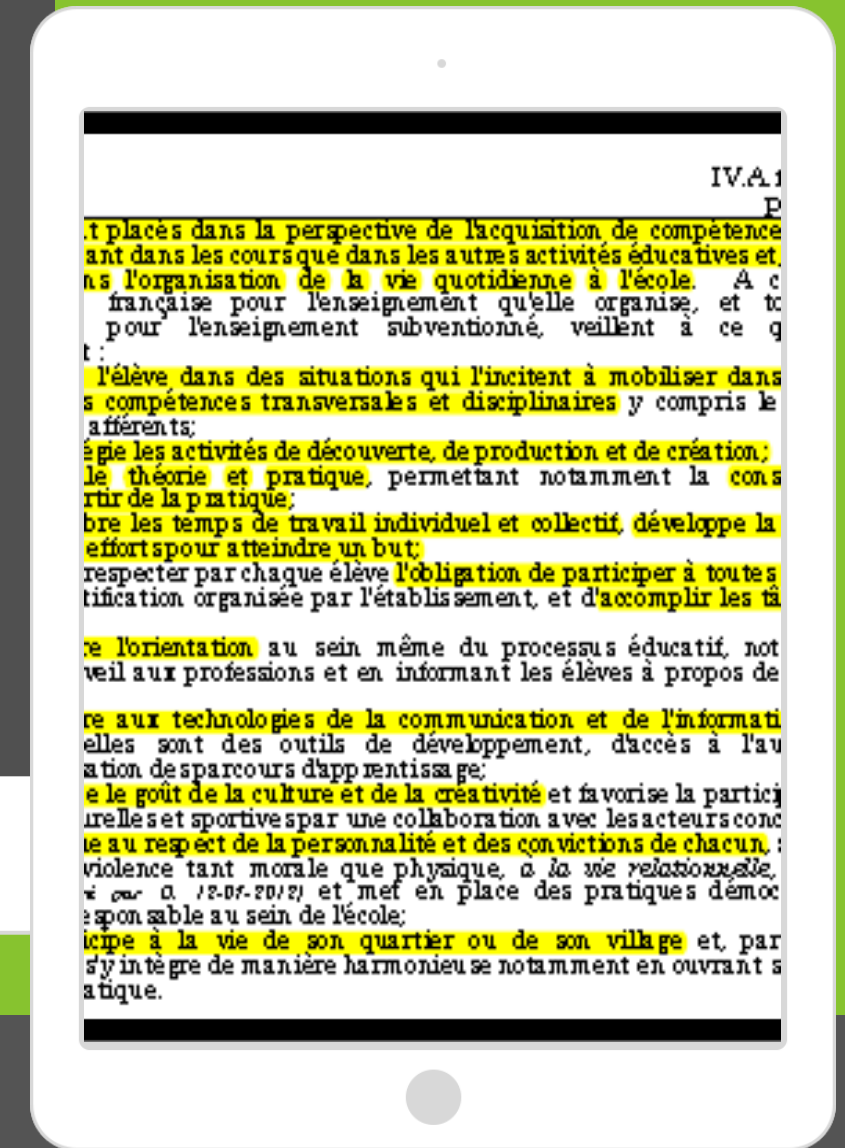 IV.A.
P
t placés dans la perspective de l'acquisition de compétence
ant dans les cours que dans les autres activités éducatives et,
ns l'organisation de la vie quotidienne à l'école. A c
française pour l'enseignement qu'elle organise, et to
pour l'enseignement subventionné, veillent à ce q
t :
l'élève dans des situations qui l'incitent à mobiliser dans
s compétences transversales et disciplinaires y compris le
afférents;
égie les activités de découverte, de production et de création;
le théorie et pratique, permettant notamment la cons
rtir de la pratique;
bre les temps de travail individuel et collectif, développe la
efforts pour atteindre un but;
respecter par chaque élève l'obligation de participer à toutes
tification organisée par l'établissement, et d'accomplir les tâ
re l'orientation au sein même du processus éducatif, not
veil aux professions et en informant les élèves à propos de
re aux technologies de la communication et de l'informati
elles sont des outils de développement, d'accès à l'au
ation des parcours d'apprentissage;
e le goût de la culture et de la créativité et favorise la particip
urelles et sportives par une collaboration avec les acteurs conc
ue au respect de la personnalité et des convictions de chacun,
violence tant morale que physique, à la vie relationnelle,
D. 12-07-2012) et met en place des pratiques démoc
esponsable au sein de l'école;
icipe à la vie de son quartier ou de son village et, par
s'y intègre de manière harmonieuse notamment en ouvrant s
atique.